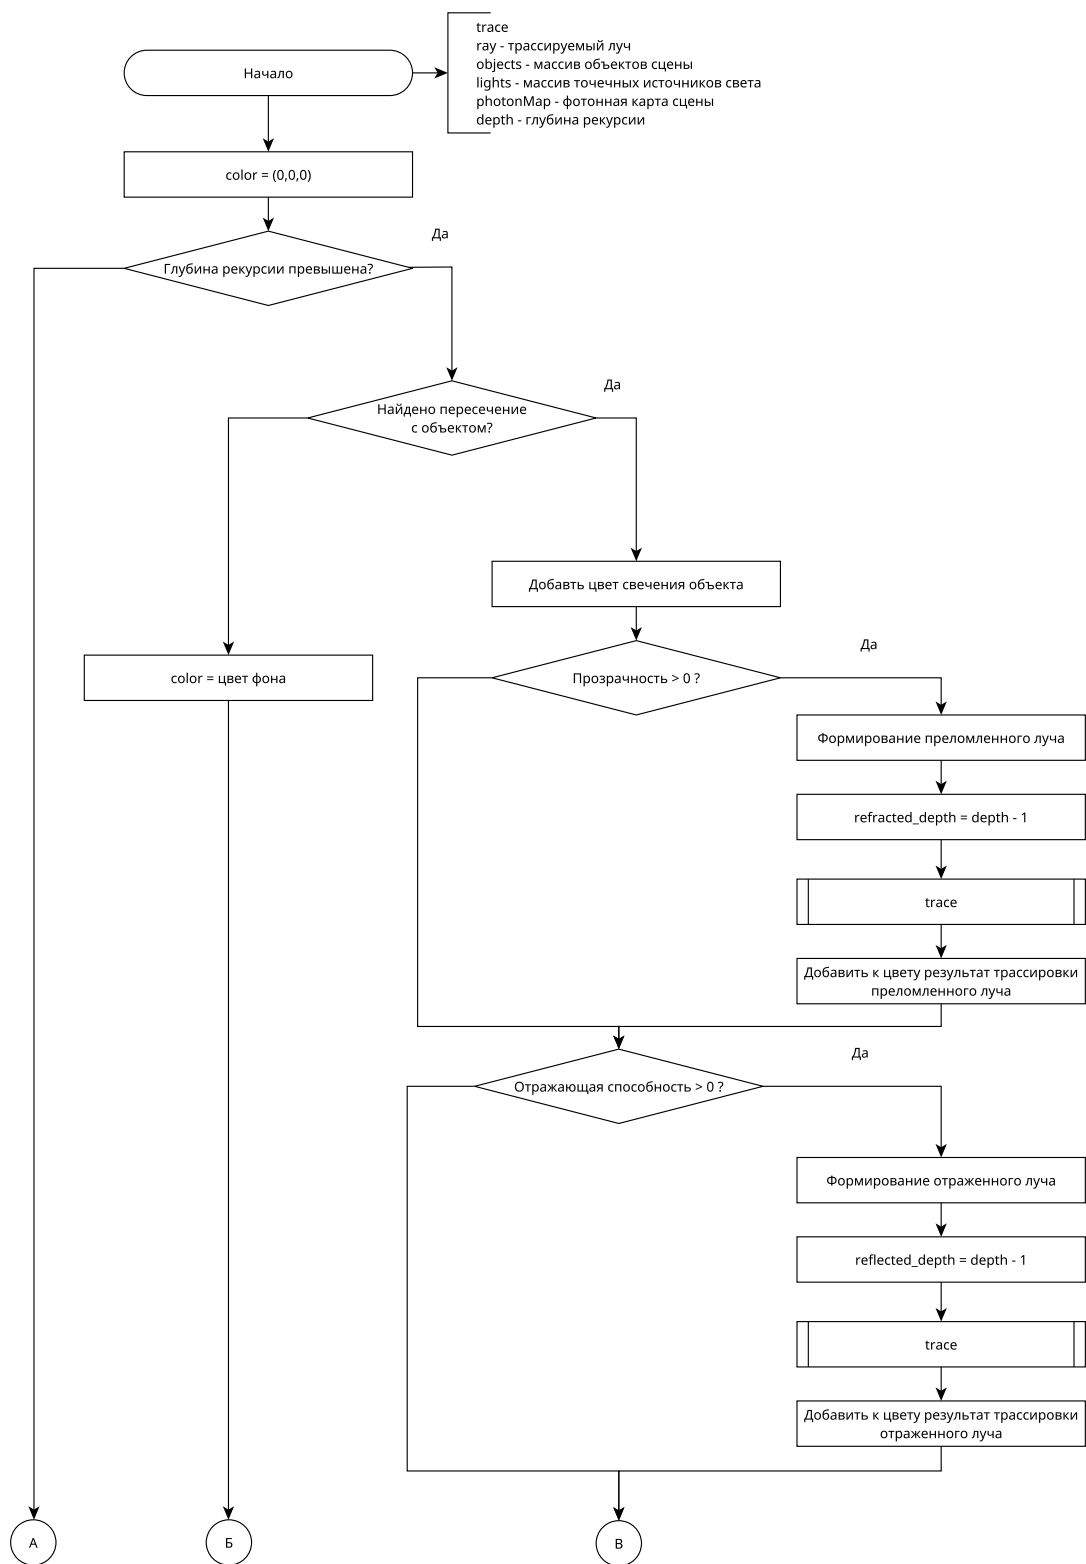 trace
ray - трассируемый луч
objects - массив объектов сцены
lights - массив точечных источников света
photonMap - фотонная карта сцены
depth - глубина рекурсии
Начало
color = (0,0,0)
Да
Глубина рекурсии превышена?
Да
Найдено пересечение
с объектом?
Добавть цвет свечения объекта
Да
color = цвет фона
Прозрачность > 0 ?
Формирование преломленного луча
refracted_depth = depth - 1
trace
Добавить к цвету результат трассировки
преломленного луча
Да
Отражающая способность > 0 ?
Формирование отраженного луча
reflected_depth = depth - 1
trace
Добавить к цвету результат трассировки
отраженного луча
А
Б
В